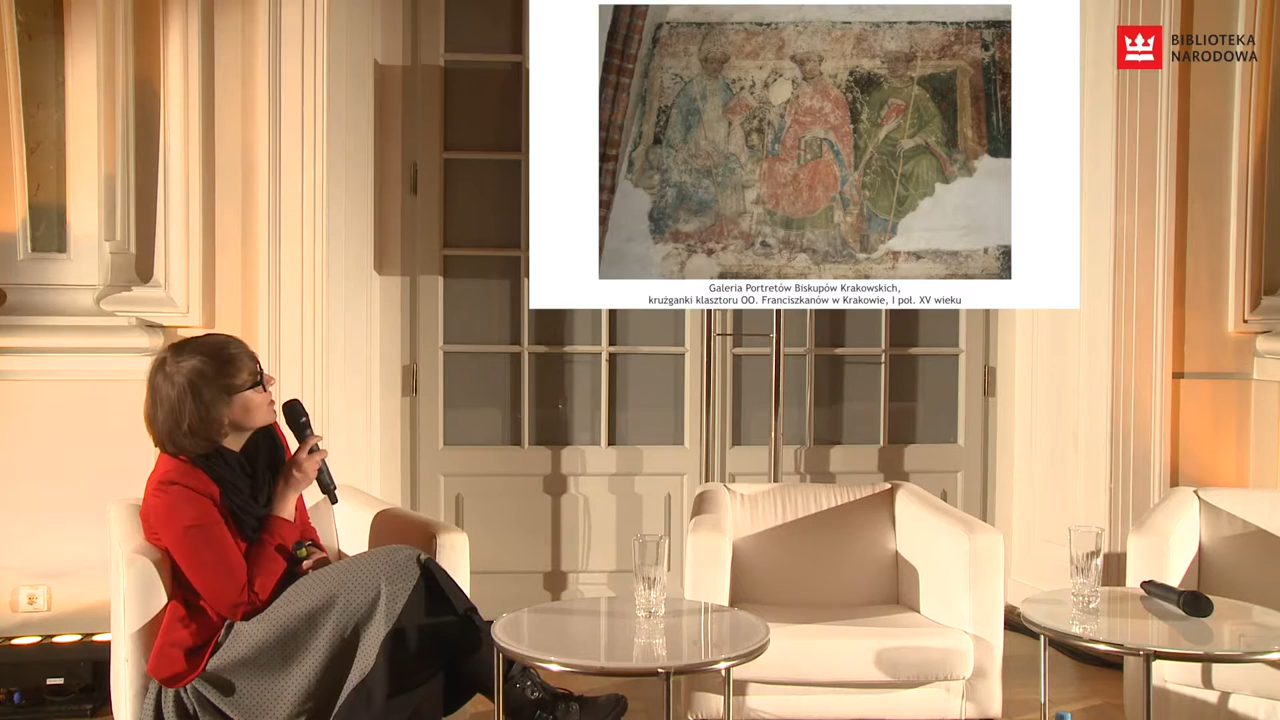 BIBLIOTEKA
NARODOWA
Galeria Portretów Biskupów Krakowskich,
krużganki klasztoru OO. Franciszkanów w Krakowie, I poł. XV wieku